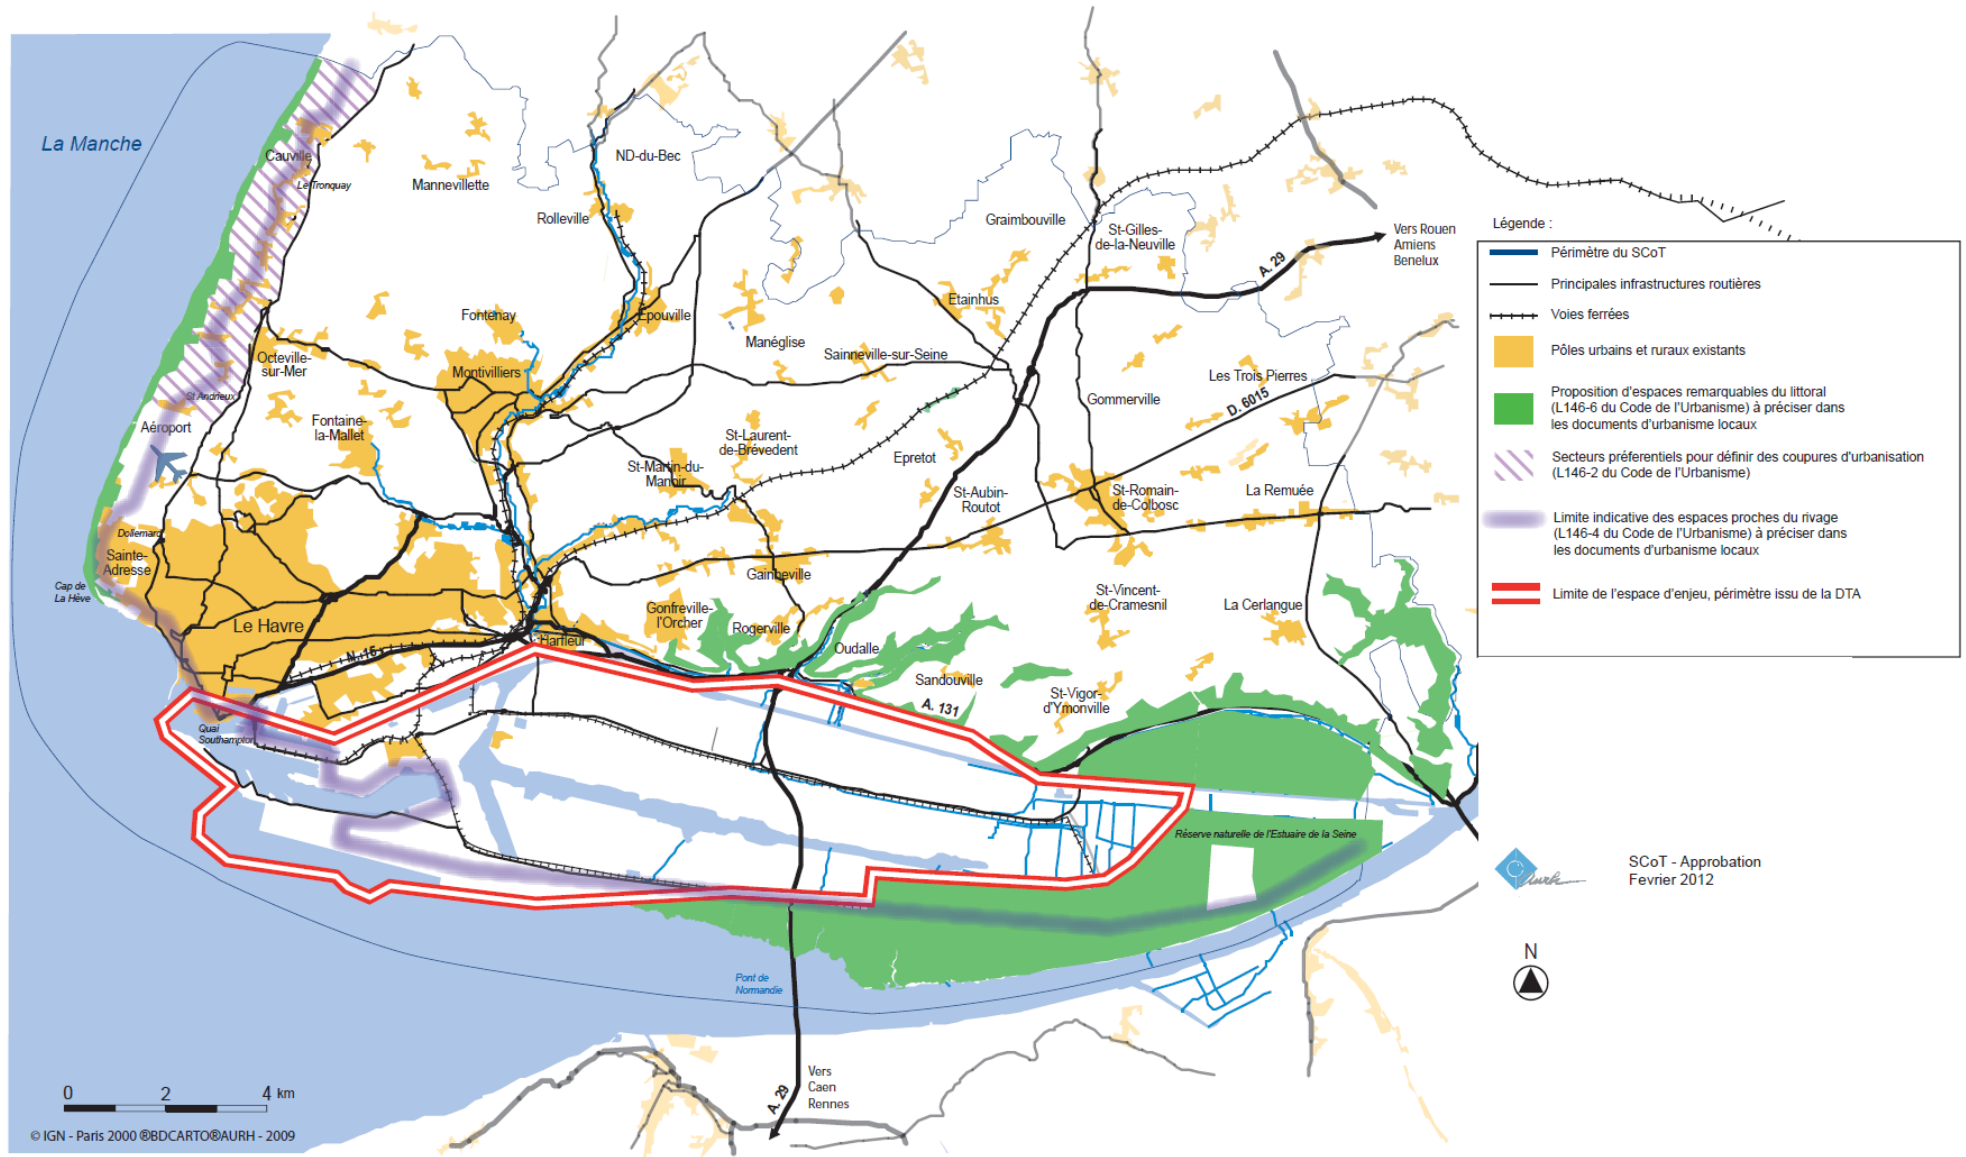 La Manche
Cauville
Le Tronquay
Mannevillette
ND-du-Bec
Rolleville
Graimbouville
St-Gilles-
de-la-Neuville
A. 29
Vers Rouen
Amiens
Benelux
Fontenay
Epouville
Etainhus
Octeville-
sur-Mer
Montivilliers
Manéglise
Sainneville-sur-Seine
Les Trois Pierres
D. 6015
Gommerville
St Andrieux
Aéroport
Fontaine-
la-Mallet
St-Laurent-
de-Brévedent
St-Martin-du-
Manoir
Epretot
St-Aubin-
Routot
St-Romain-
de-Colbosc
La Remuée
Dollemard
Sainte-
Adresse
Cap de
La Hève
Le Havre
N. 15
Harfleur
Gonfreville-
l'Orcher
Gainneville
Rogerville
Oudalle
Sandouville
A. 131
St-Vincent-
de-Cramesnil
La Cerlangue
St-Vigor-
d'Ymonville
Quai
Southampton
Réserve naturelle de l'Estuaire de la Seine
Pont de
Normandie
A. 29
Vers
Caen
Rennes
0 2 4 km
© IGN - Paris 2000 ®BDCARTO®AURH - 2009
Légende :
Périmètre du SCoT
Principales infrastructures routières
Voies ferrées
Pôles urbains et ruraux existants
Proposition d'espaces remarquables du littoral
(L146-6 du Code de l'Urbanisme) à préciser dans
les documents d'urbanisme locaux
Secteurs préferentiels pour définir des coupures d'urbanisation
(L146-2 du Code de l'Urbanisme)
Limite indicative des espaces proches du rivage
(L146-4 du Code de l'Urbanisme) à préciser dans
les documents d'urbanisme locaux
Limite de l'espace d'enjeu, périmètre issu de la DTA
Aurh
SCoT - Approbation
Fevrier 2012
N